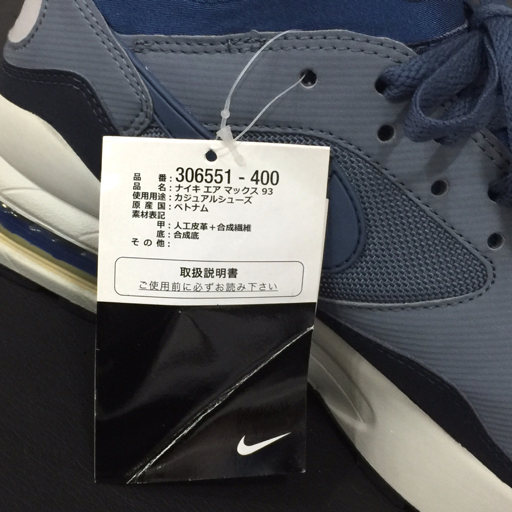 品番：306551 - 400
品名：ナイキ エア マックス 93
使用用途：カジュアルシューズ
原産国：ベトナム
素材表記
甲：人工皮革＋合成繊維
底：合成底
その他：
取扱説明書
ご使用前に必ずお読み下さい